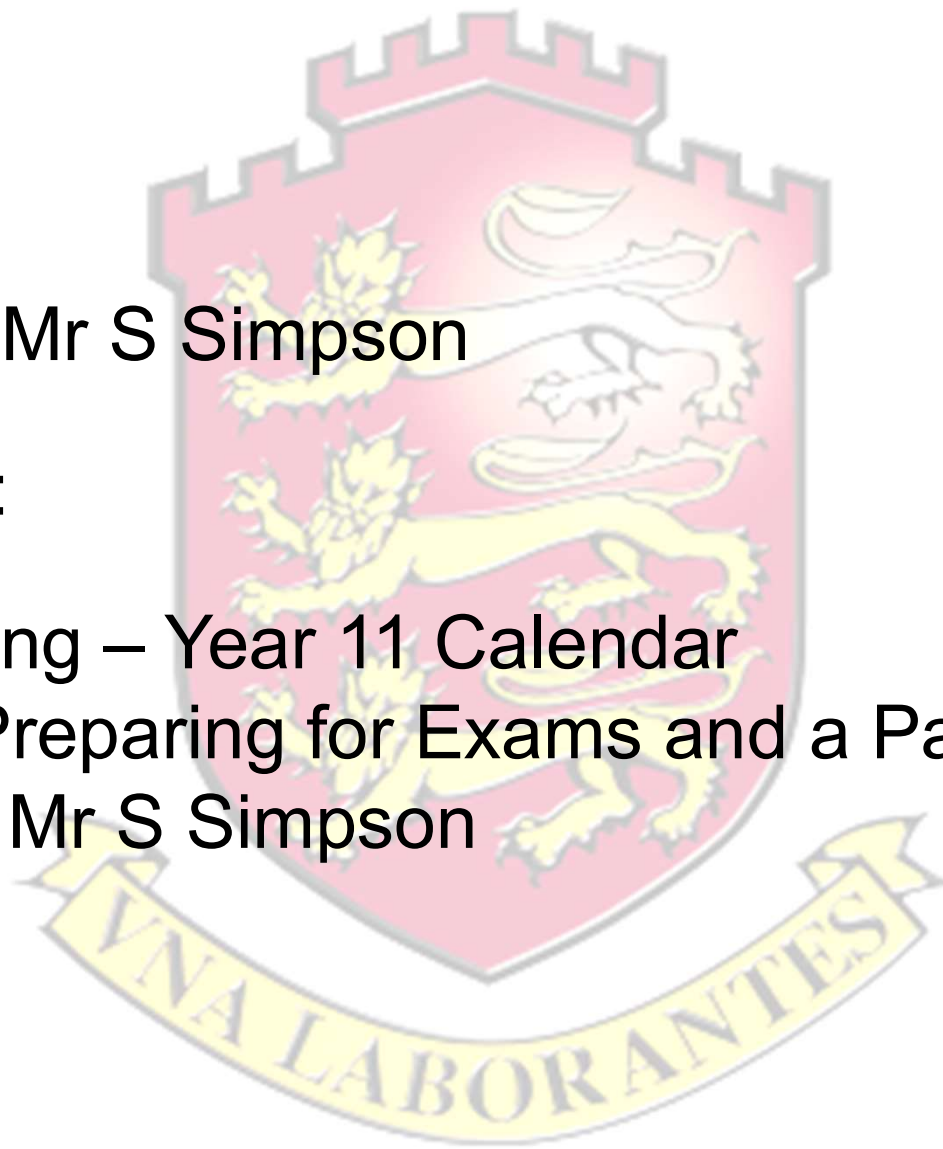 Mr S Simpson
:
ng – Year 11 Calendar
Preparing for Exams and a Pa
Mr S Simpson
VNA LABORANTES